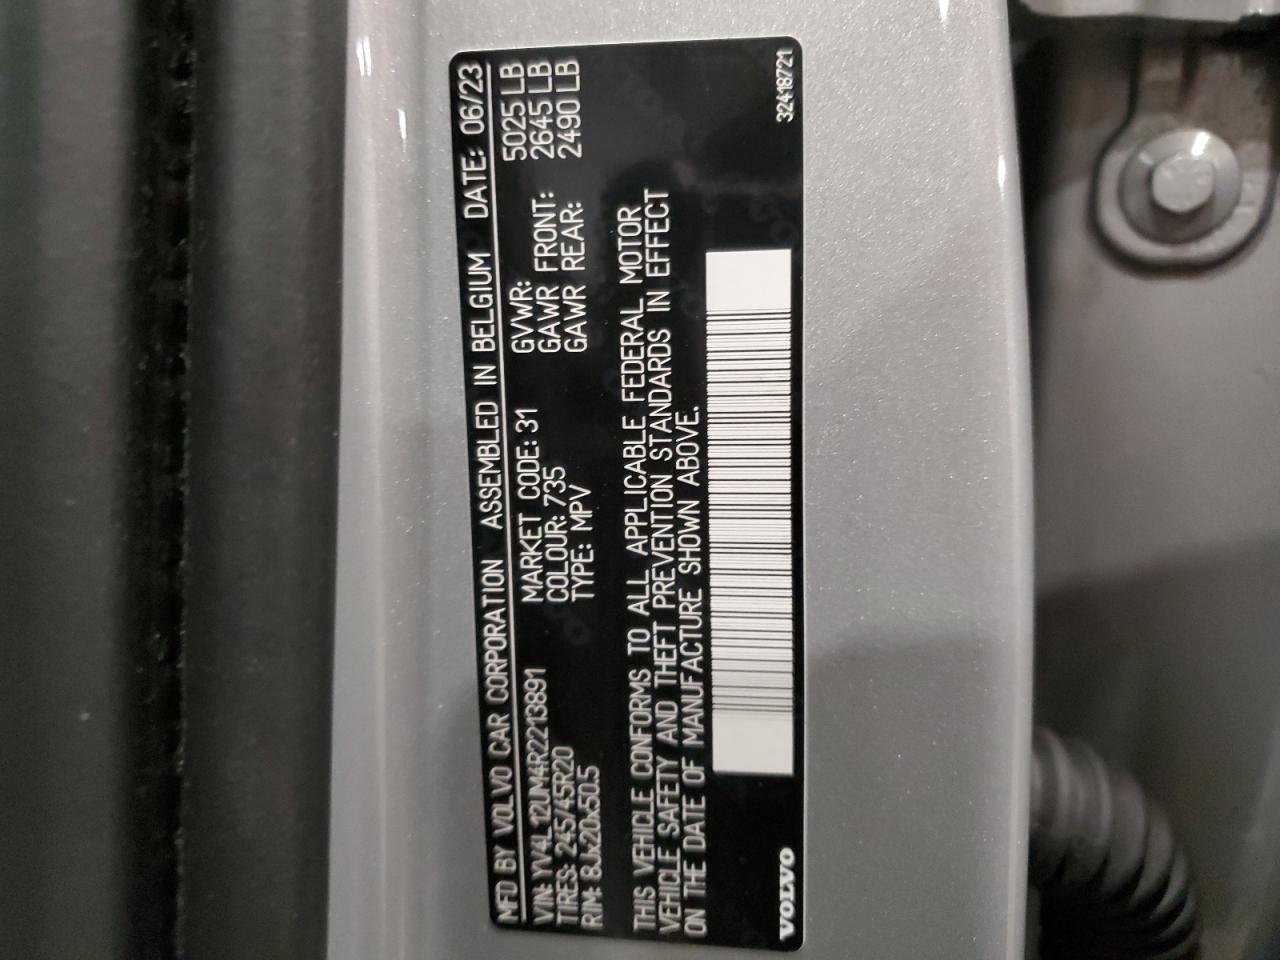 MFD BY VOLVO CAR CORPORATION ASSEMBLED IN BELGIUM DATE: 06/23
VIN: YV4L12UM4R2213891 MARKET CODE: 31 GVWR: 5025 LB
TIRES: 245/45R20 COLOUR: 735 GAWR FRONT: 2645 LB
RIM: 8Jx20x50.5 TYPE: MPV GAWR REAR: 2490 LB
THIS VEHICLE CONFORMS TO ALL APPLICABLE FEDERAL MOTOR
VEHICLE SAFETY AND THEFT PREVENTION STANDARDS IN EFFECT
ON THE DATE OF MANUFACTURE SHOWN ABOVE.
VOLVO 32418721